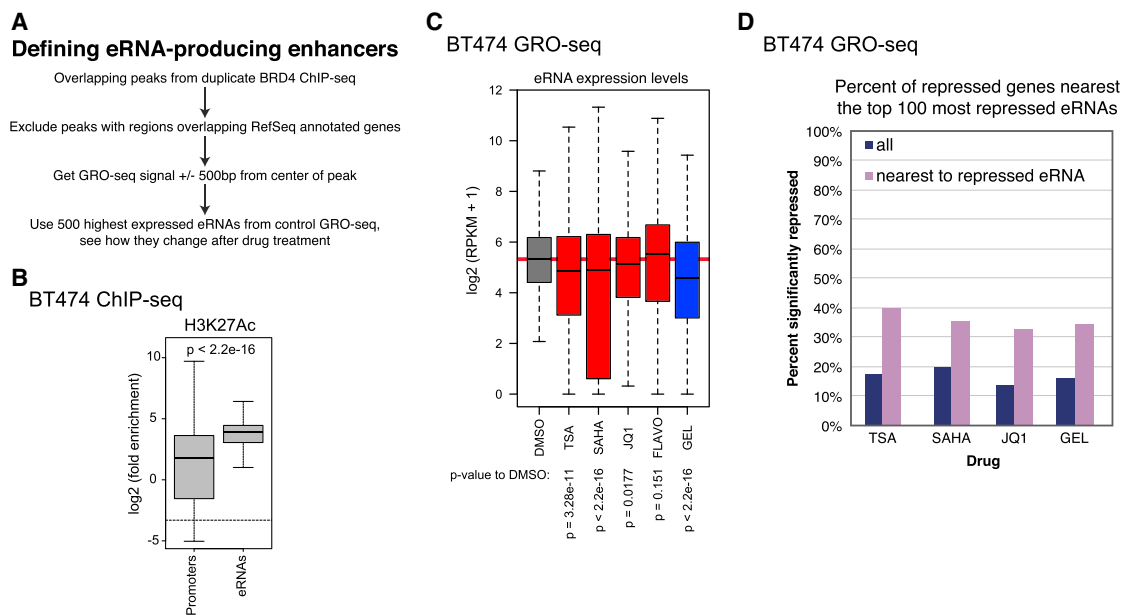 A
Defining eRNA-producing enhancers
Overlapping peaks from duplicate BRD4 ChIP-seq
Exclude peaks with regions overlapping RefSeq annotated genes
Get GRO-seq signal +/- 500bp from center of peak
Use 500 highest expressed eRNAs from control GRO-seq,
see how they change after drug treatment
B
BT474 ChIP-seq
H3K27Ac
p < 2.2e-16
log2 (fold enrichment)
10
5
0
-5
Promoters
eRNAs
C
BT474 GRO-seq
eRNA expression levels
log2 (RPKM + 1)
12
10
8
6
4
2
0
DMSO
TSA
SAHA
JQ1
FLAVO
GEL
p-value to DMSO:
p = 3.28e-11
p < 2.2e-16
p = 0.0177
p = 0.151
p < 2.2e-16
D
BT474 GRO-seq
Percent of repressed genes nearest
the top 100 most repressed eRNAs
all
nearest to repressed eRNA
Percent significantly repressed
100%
90%
80%
70%
60%
50%
40%
30%
20%
10%
0%
TSA
SAHA
JQ1
GEL
Drug